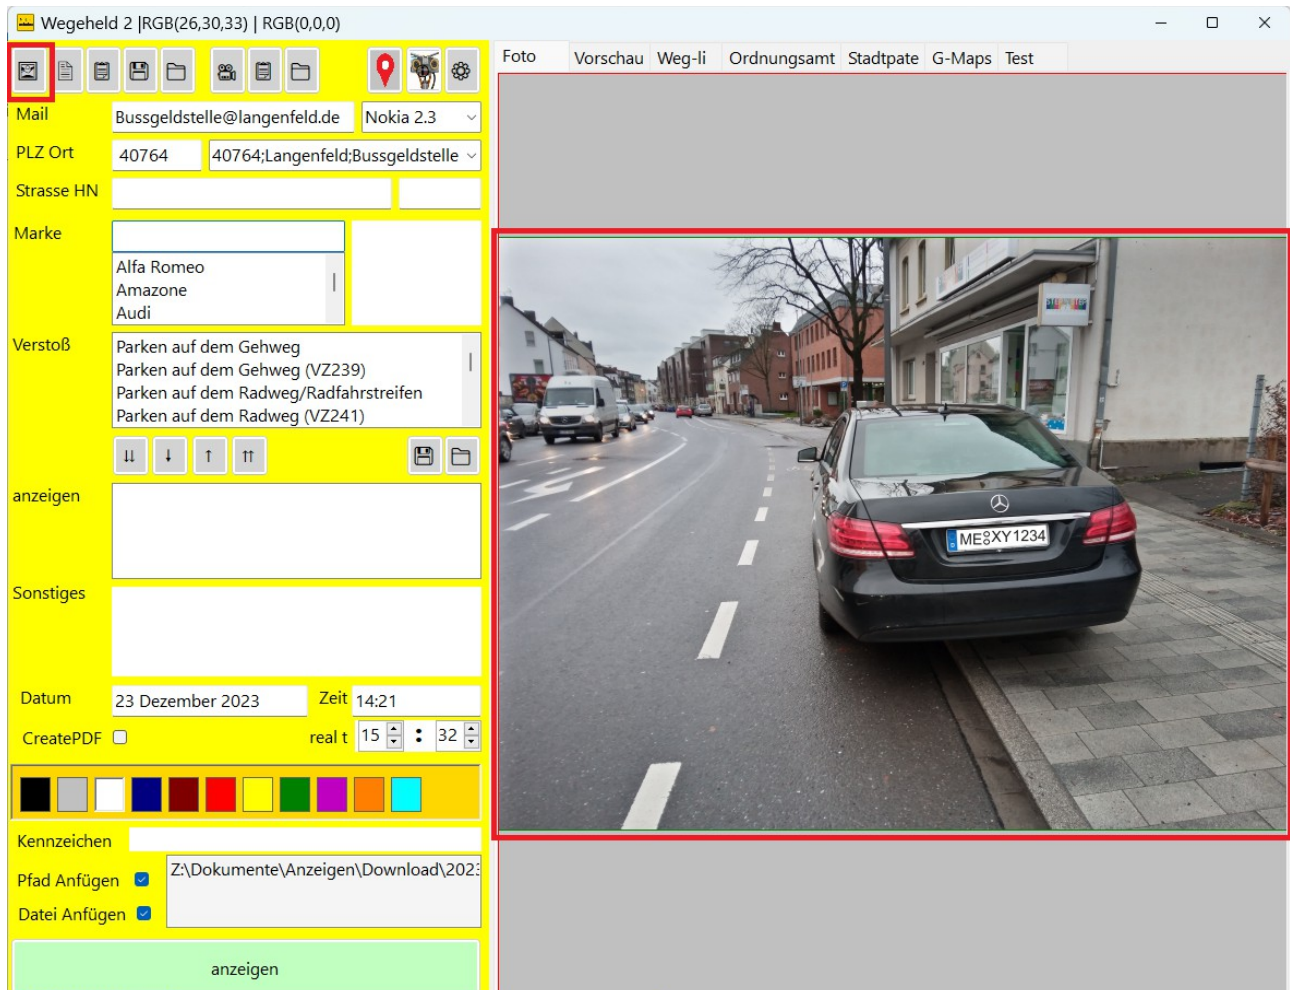 Wegeheld 2 |RGB(26,30,33) | RGB(0,0,0)
Foto Vorschau Weg-li Ordnungsamt Stadtpate G-Maps Test
Mail Bussgeldstelle@langenfeld.de Nokia 2.3
PLZ Ort 40764 40764;Langenfeld;Bussgeldstelle
Strasse HN
Marke
Alfa Romeo
Amazone
Audi
Verstoß
Parken auf dem Gehweg
Parken auf dem Gehweg (VZ239)
Parken auf dem Radweg/Radfahrstreifen
Parken auf dem Radweg (VZ241)
anzeigen
Sonstiges
Datum 23 Dezember 2023 Zeit 14:21
CreatePDF real t 15 : 32
Kennzeichen
Pfad Anfügen Z:\Dokumente\Anzeigen\Download\202
Datei Anfügen
anzeigen
ME XY1234